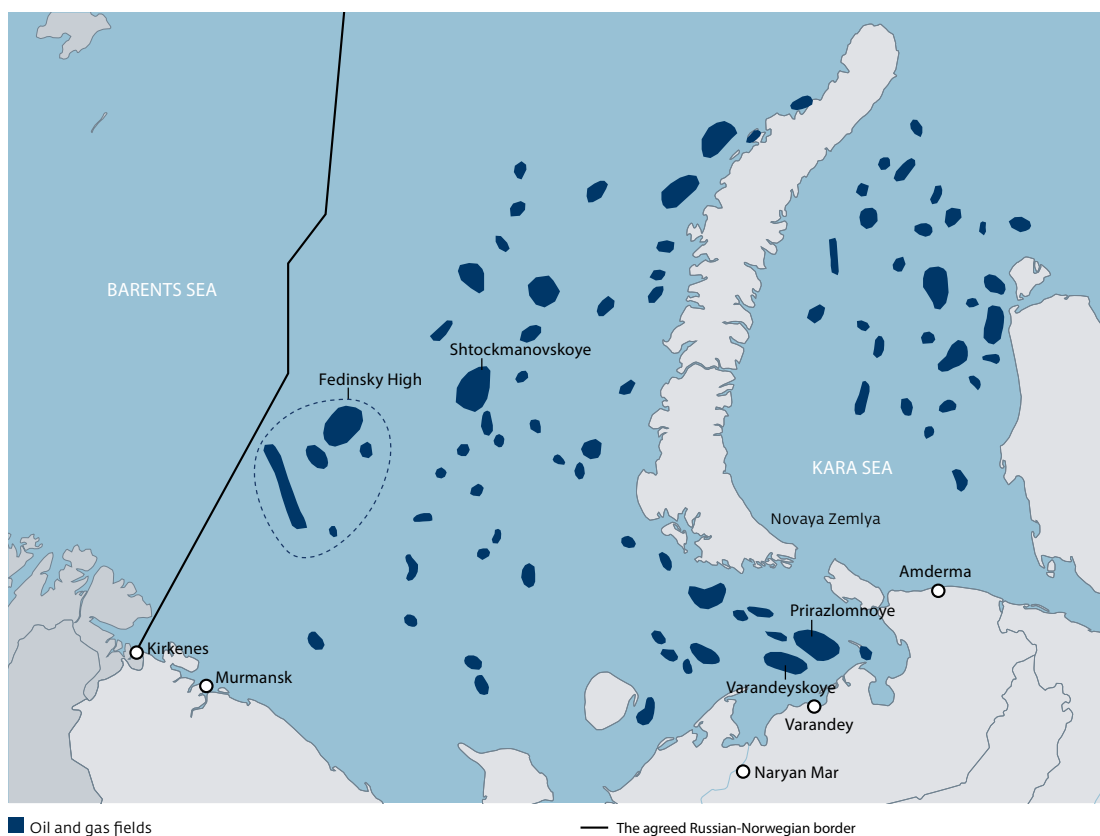 BARENTS SEA
Shtockmanovskoye
Fedinsky High
KARA SEA
Novaya Zemlya
Amderma
Prirazlomnoye
Kirkenes
Murmansk
Varandeyskoye
Varandey
Naryan Mar
Oil and gas fields
The agreed Russian-Norwegian border